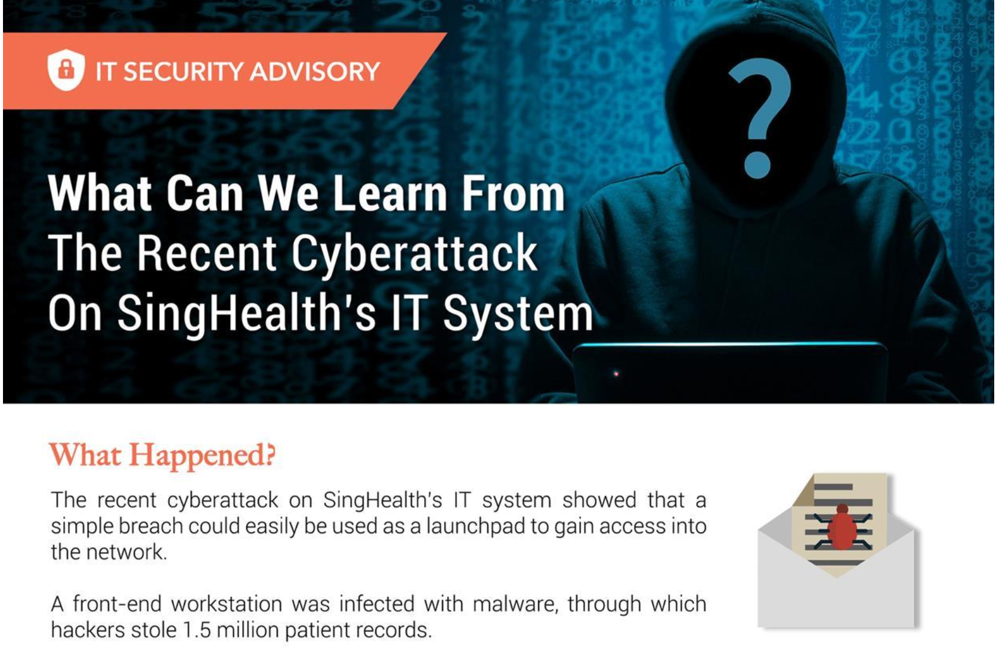 IT SECURITY ADVISORY
What Can We Learn From
The Recent Cyberattack
On SingHealth's IT System
?
What Happened?
The recent cyberattack on SingHealth's IT system showed that a
simple breach could easily be used as a launchpad to gain access into
the network.
A front-end workstation was infected with malware, through which
hackers stole 1.5 million patient records.